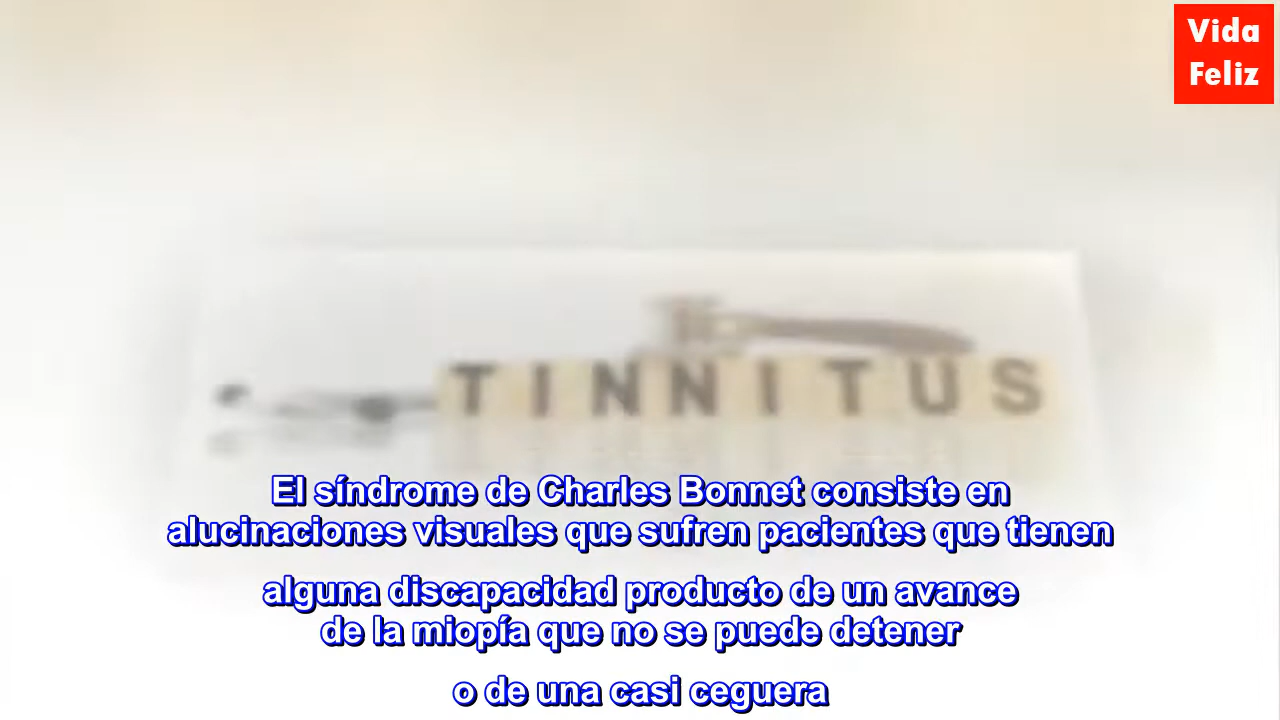 Vida
Feliz
TINNITUS
El síndrome de Charles Bonnet consiste en
alucinaciones visuales que sufren pacientes que tienen
alguna discapacidad producto de un avance
de la miopía que no se puede detener
o de una casi ceguera